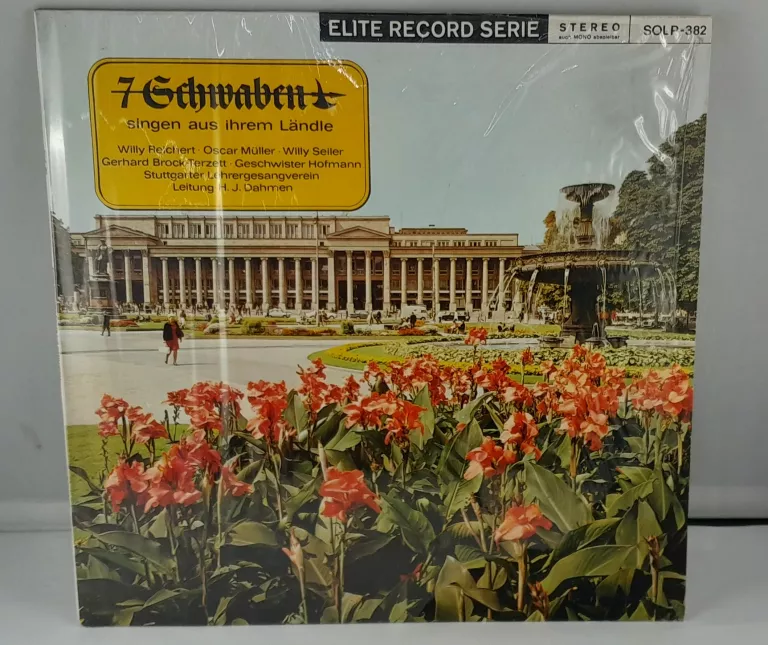 ELITE RECORD SERIE
STEREO
auch MONO abspielbar
SOLP-382
7 Schwaben
singen aus ihrem Ländle
Willy Reichert · Oscar Müller · Willy Seiler
Gerhard Brock-Terzett · Geschwister Hofmann
Stuttgarter Lehrergesangverein
Leitung H. J. Dahmen